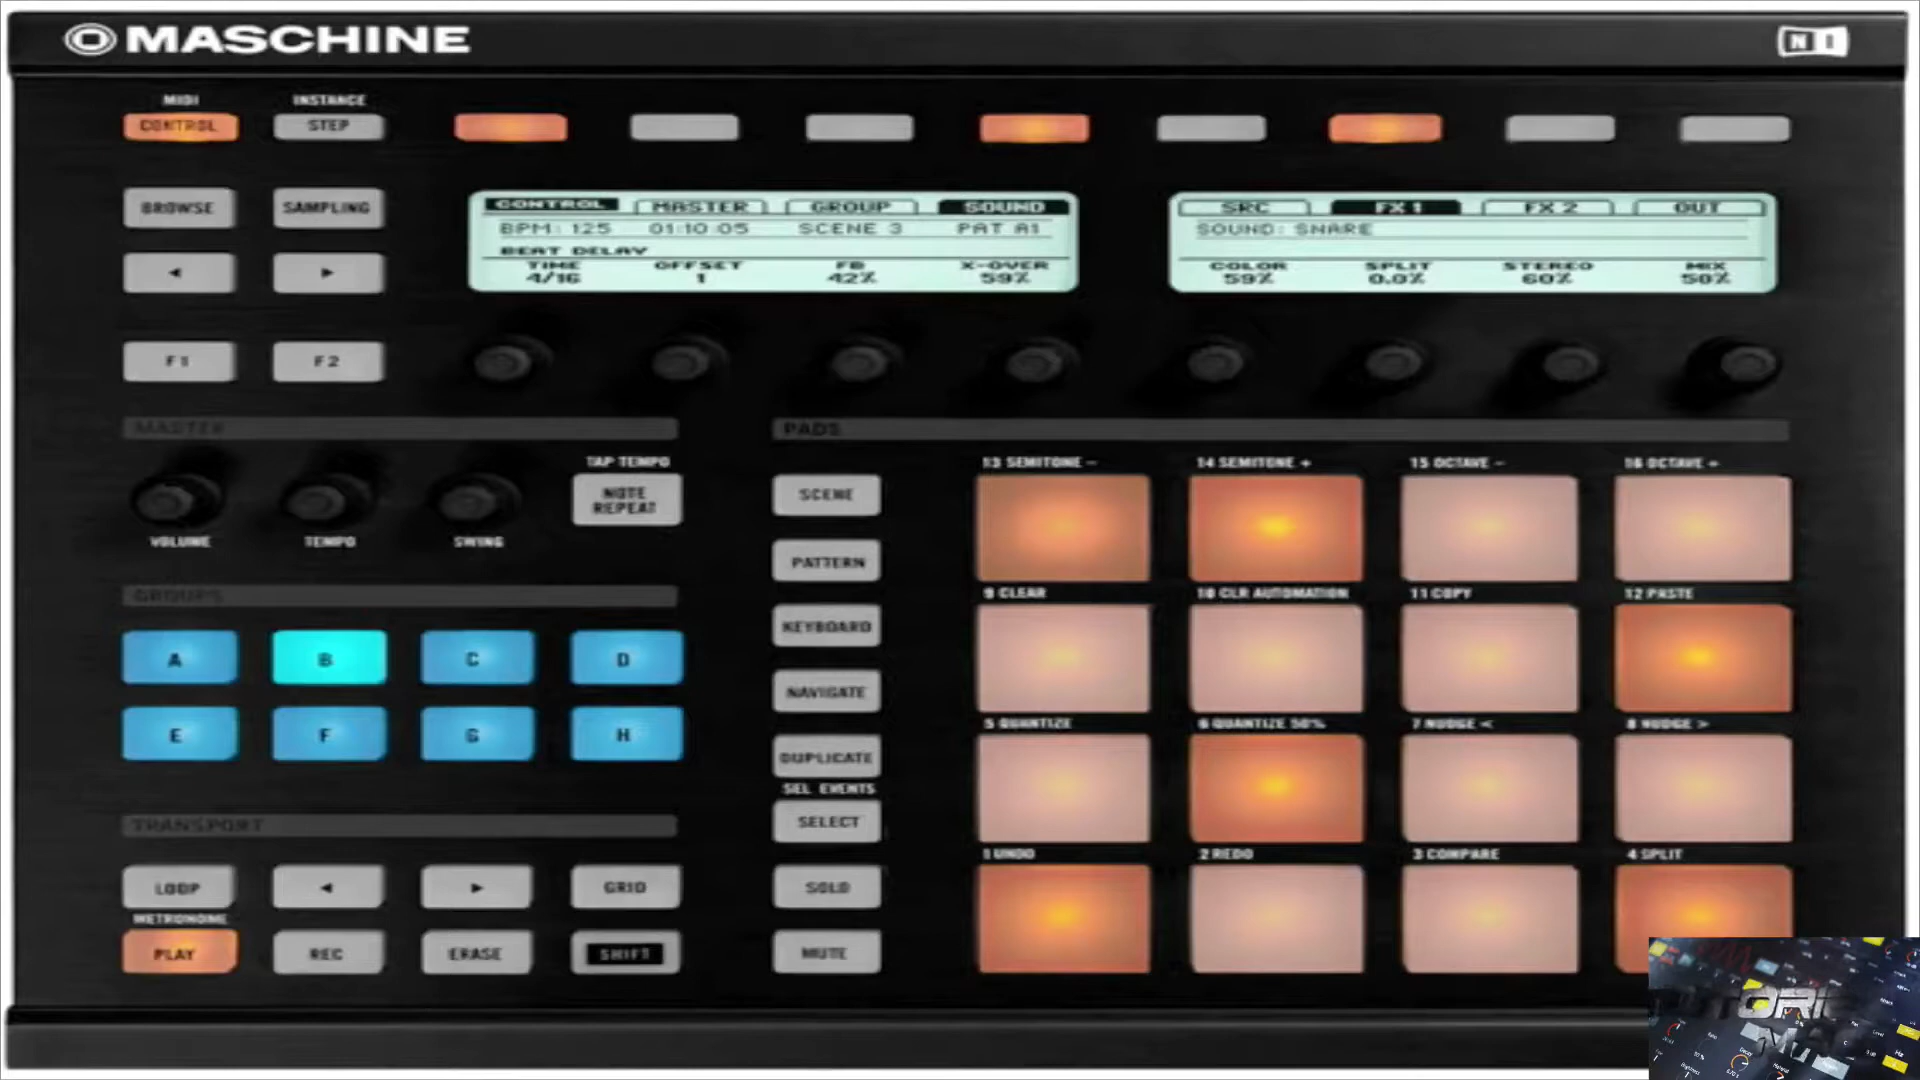 MASCHINE
NI
MIDI
INSTANCE
CONTROL
STEP
BROWSE
SAMPLING
CONTROL MASTER GROUP SOUND
BPM: 125 01:10:05 SCENE 3 PAT A1
BEAT DELAY
TIME OFFSET FB X-OVER
4/16 1 42% 59%
SRC FX 1 FX 2 OUT
SOUND: SNARE
COLOR SPLIT STEREO MIX
59% 0.0% 60% 50%
F1
F2
MASTER
PADS
TAP TEMPO
NOTE
REPEAT
VOLUME
TEMPO
SWING
GROUPS
A
B
C
D
E
F
G
H
TRANSPORT
LOOP
GRID
METRONOME
PLAY
REC
ERASE
SHIFT
SCENE
PATTERN
KEYBOARD
NAVIGATE
DUPLICATE
SEL EVENTS
SELECT
SOLO
MUTE
13 SEMITONE -
14 SEMITONE +
15 OCTAVE -
16 OCTAVE +
9 CLEAR
10 CLR AUTOMATION
11 COPY
12 PASTE
5 QUANTIZE
6 QUANTIZE 50%
7 NUDGE <
8 NUDGE >
1 UNDO
2 REDO
3 COMPARE
4 SPLIT